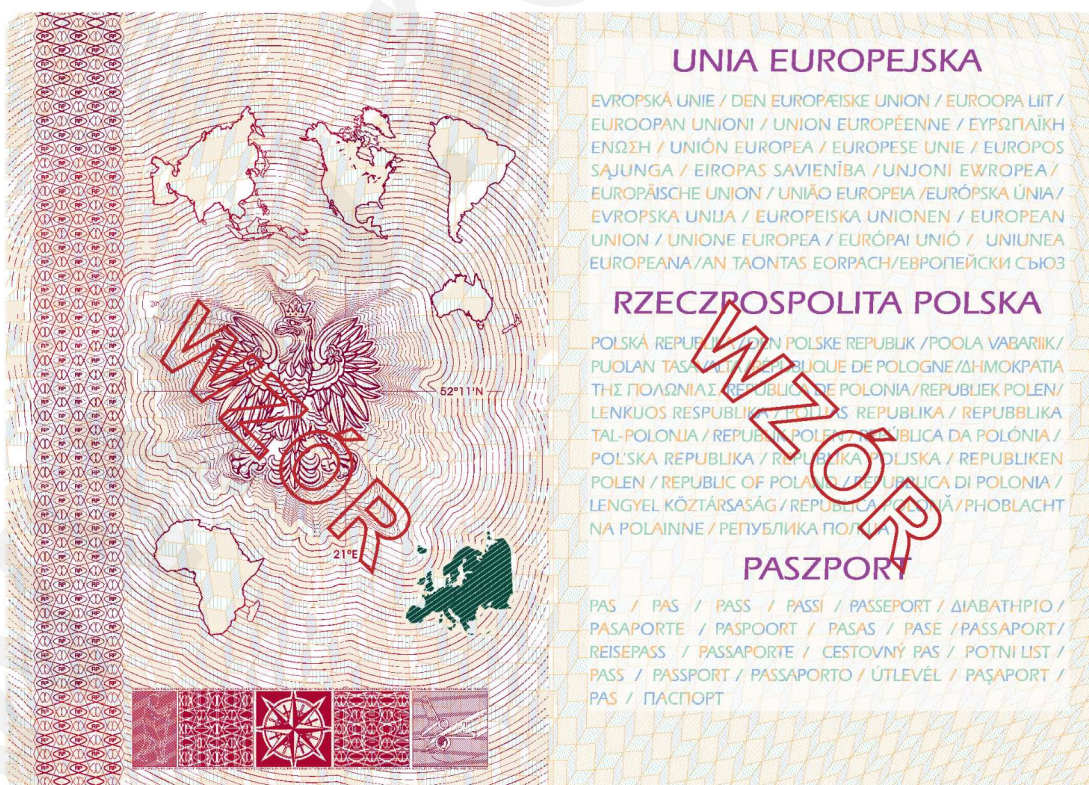 52°11'N
21°E
WZÓR
UNIA EUROPEJSKA
EVROPSKÁ UNIE / DEN EUROPÆISKE UNION / EUROOPA LIIT /
EUROOPAN UNIONI / UNION EUROPÉENNE / ΕΥΡΩΠΑΪΚΗ
ΕΝΩΣΗ / UNIÓN EUROPEA / EUROPESE UNIE / EUROPOS
SĄJUNGA / EIROPAS SAVIENĪBA / UNJONI EWROPEA /
EUROPÄISCHE UNION / UNIÃO EUROPEIA /EURÓPSKA ÚNIA/
EVROPSKA UNIJA / EUROPEISKA UNIONEN / EUROPEAN
UNION / UNIONE EUROPEA / EURÓPAI UNIÓ / UNIUNEA
EUROPEANA /AN TAONTAS EORPACH/ЕВРОПЕЙСКИ СЪЮЗ
RZECZPOSPOLITA POLSKA
POLSKÁ REPUBLIKA / DEN POLSKE REPUBLIK /POOLA VABARIIK/
PUOLAN TASAVALTA / RÉPUBLIQUE DE POLOGNE/ΔΗΜΟΚΡΑΤΙΑ
ΤΗΣ ΠΟΛΩΝΙΑΣ /REPÚBLICA DE POLONIA/REPUBLIEK POLEN/
LENKIJOS RESPUBLIKA / POLIJAS REPUBLIKA / REPUBBLIKA
TAL-POLONJA / REPUBLIK POLEN / REPÚBLICA DA POLÓNIA /
POĽSKA REPUBLIKA / REPUBLIKA POLJSKA / REPUBLIKEN
POLEN / REPUBLIC OF POLAND / REPUBBLICA DI POLONIA /
LENGYEL KÖZTÁRSASÁG / REPUBLICA POLONĂ/PHOBLACHT
NA POLAINNE / РЕПУБЛИКА ПОЛША
WZÓR
PASZPORT
PAS / PAS / PASS / PASSI / PASSEPORT / ΔΙΑΒΑΤΗΡΙΟ /
PASAPORTE / PASPOORT / PASAS / PASE /PASSAPORT/
REISEPASS / PASSAPORTE / CESTOVNÝ PAS / POTNI LIST /
PASS / PASSPORT / PASSAPORTO / ÚTLEVÉL / PAŞAPORT /
PAS / ПАСПОРТ